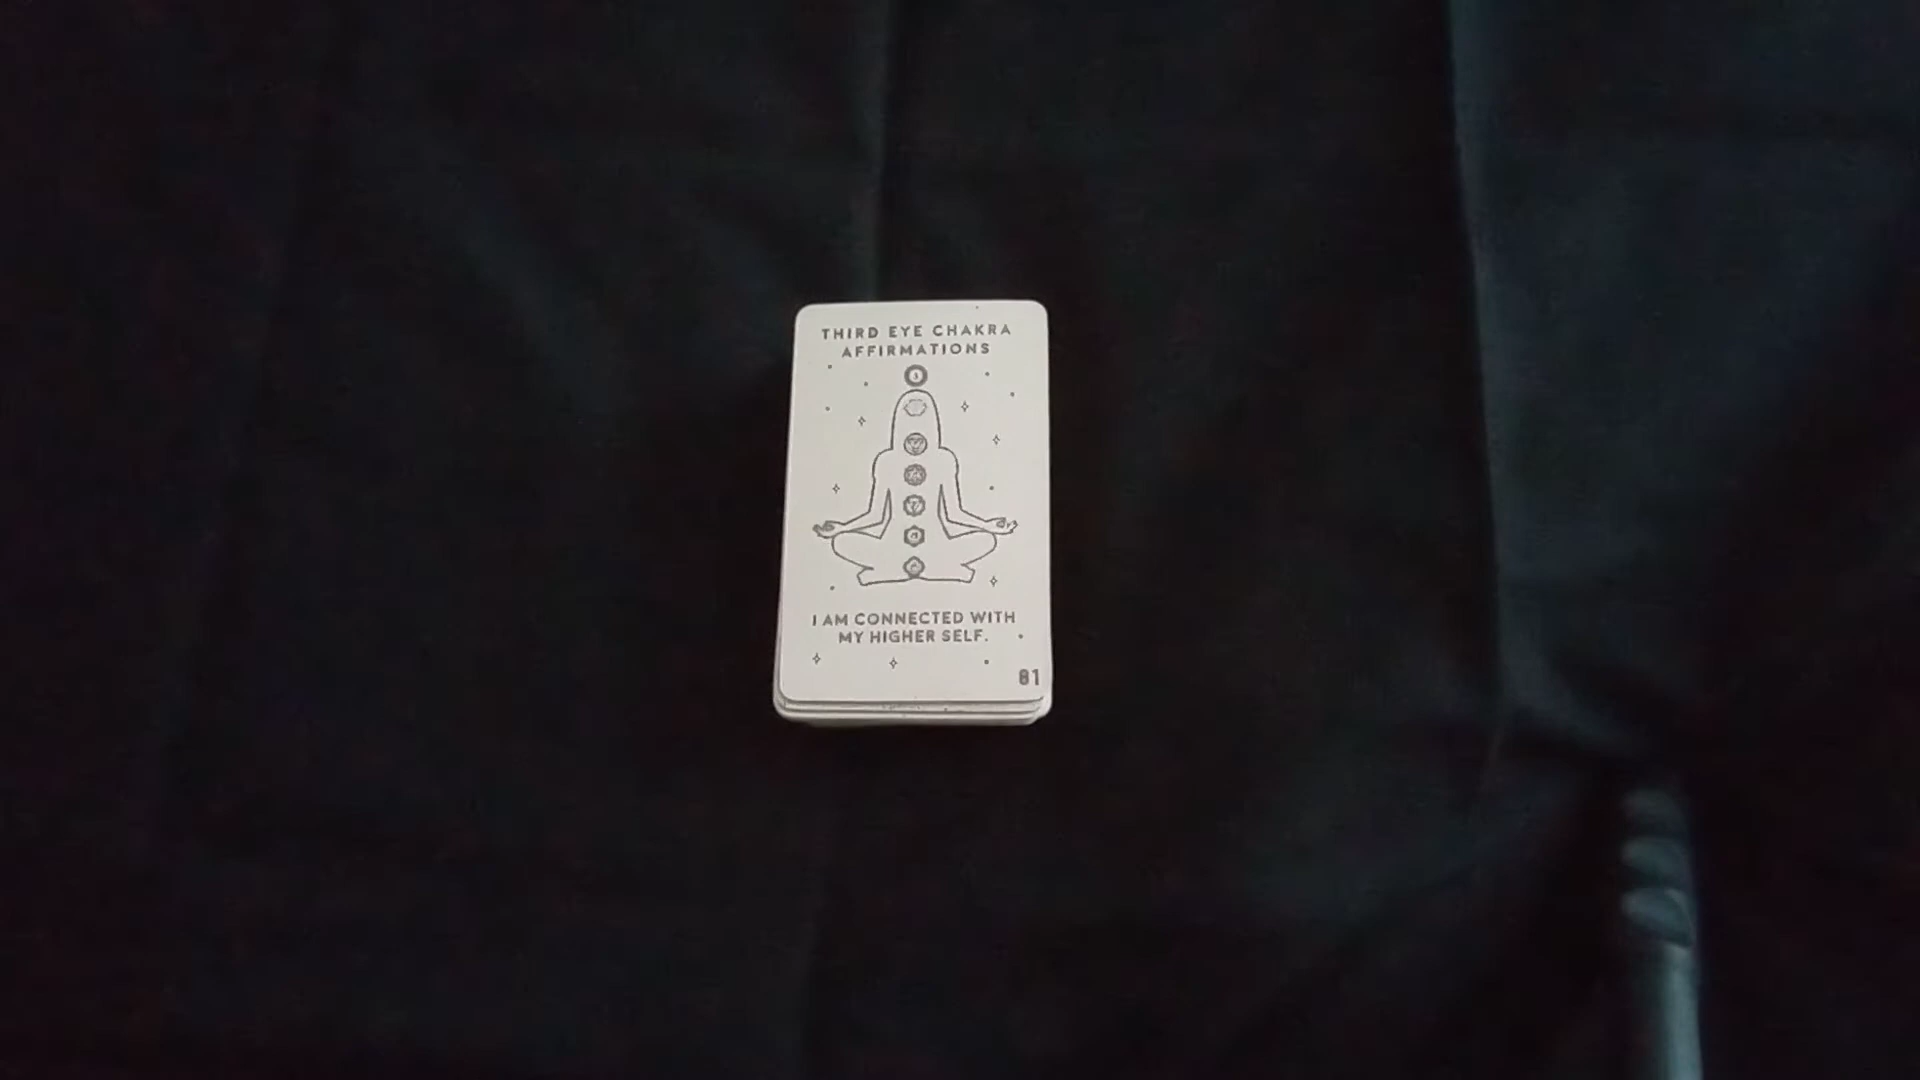 THIRD EYE CHAKRA
AFFIRMATIONS
I AM CONNECTED WITH
MY HIGHER SELF.
81